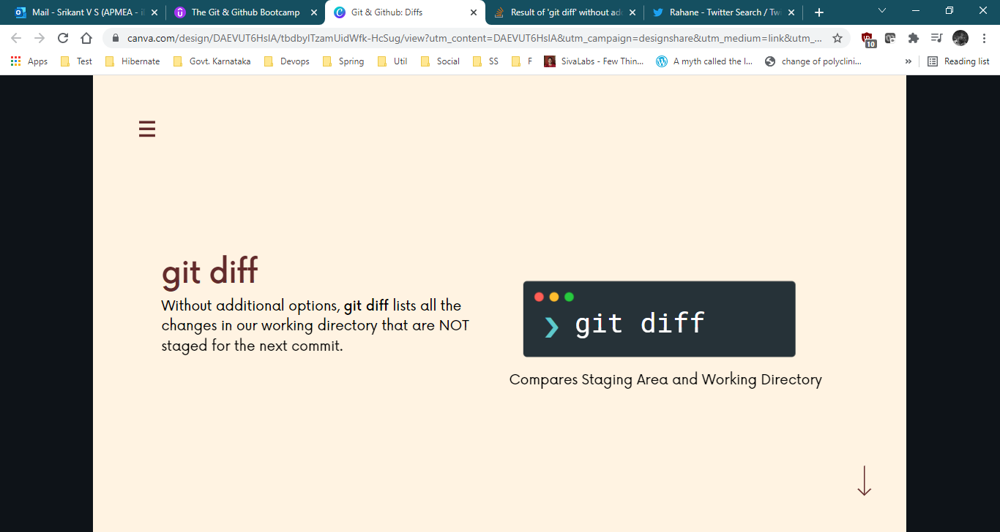 Mail - Srikant V S (APMEA - i
The Git & Github Bootcamp
Git & Github: Diffs
Result of 'git diff' without ad
Rahane - Twitter Search / Tw
canva.com/design/DAEVUT6HsIA/tbdbyITzamUidWfk-HcSug/view?utm_content=DAEVUT6HsIA&utm_campaign=designshare&utm_medium=link&utm_...
10
Apps
Test
Hibernate
Govt. Karnataka
Devops
Spring
Util
Social
SS
F
SivaLabs - Few Thin...
A myth called the I...
change of polyclini...
»
Reading list
git diff
Without additional options, git diff lists all the
changes in our working directory that are NOT
staged for the next commit.
❯ git diff
Compares Staging Area and Working Directory